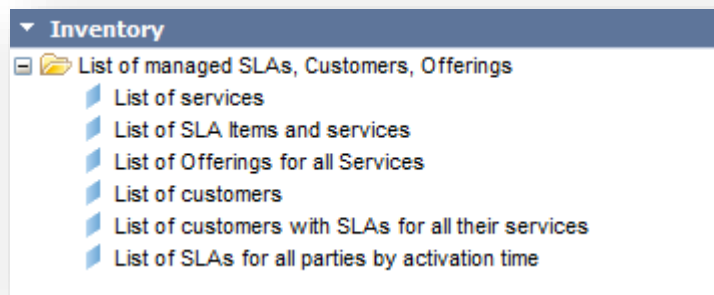 Inventory
List of managed SLAs, Customers, Offerings
List of services
List of SLA Items and services
List of Offerings for all Services
List of customers
List of customers with SLAs for all their services
List of SLAs for all parties by activation time